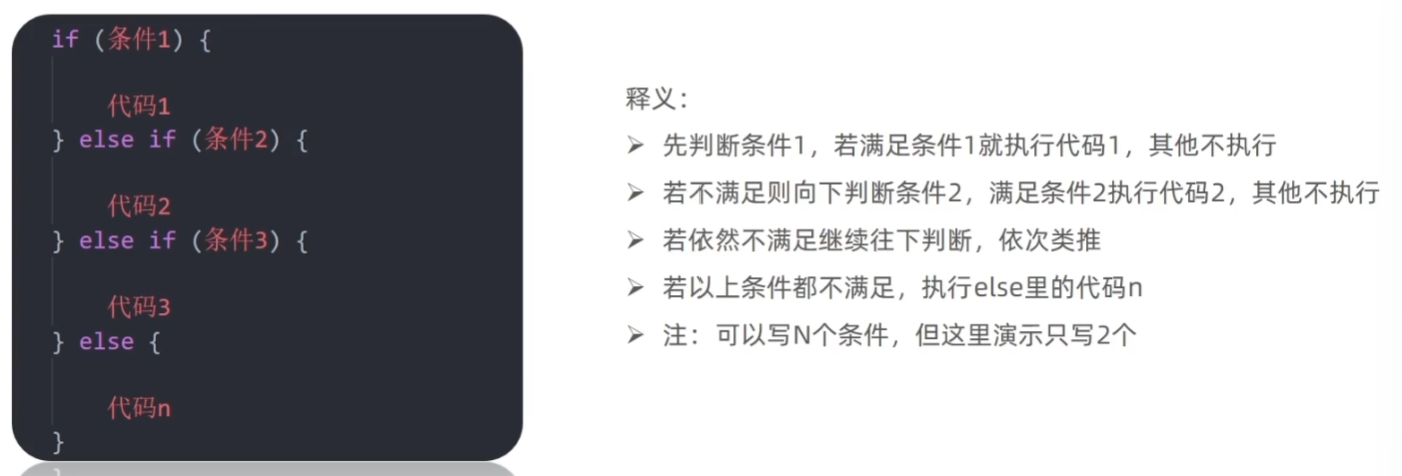 if (条件1) {
代码1
} else if (条件2) {
代码2
} else if (条件3) {
代码3
} else {
代码n
}
释义：
➢ 先判断条件1，若满足条件1就执行代码1，其他不执行
➢ 若不满足则向下判断条件2，满足条件2执行代码2，其他不执行
➢ 若依然不满足继续往下判断，依次类推
➢ 若以上条件都不满足，执行else里的代码n
➢ 注：可以写N个条件，但这里演示只写2个